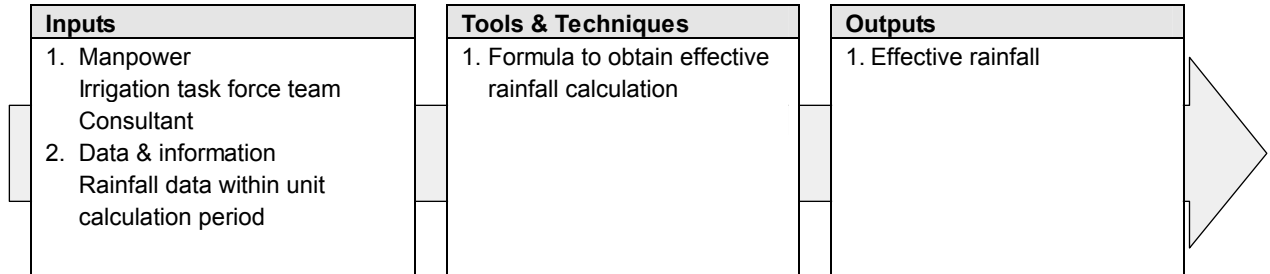 Inputs
1. Manpower
Irrigation task force team
Consultant
2. Data & information
Rainfall data within unit
calculation period
Tools & Techniques
1. Formula to obtain effective
rainfall calculation
Outputs
1. Effective rainfall